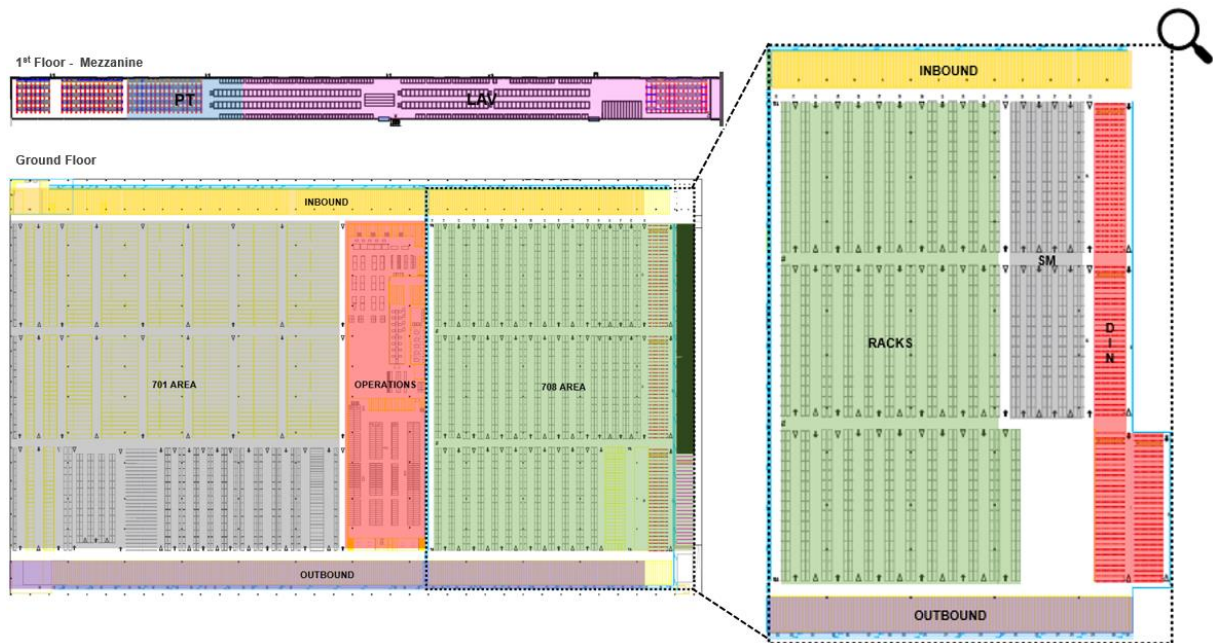 1st Floor - Mezzanine
PT
LAV
Ground Floor
INBOUND
701 AREA
OPERATIONS
708 AREA
OUTBOUND
INBOUND
SM
RACKS
D
I
N
OUTBOUND